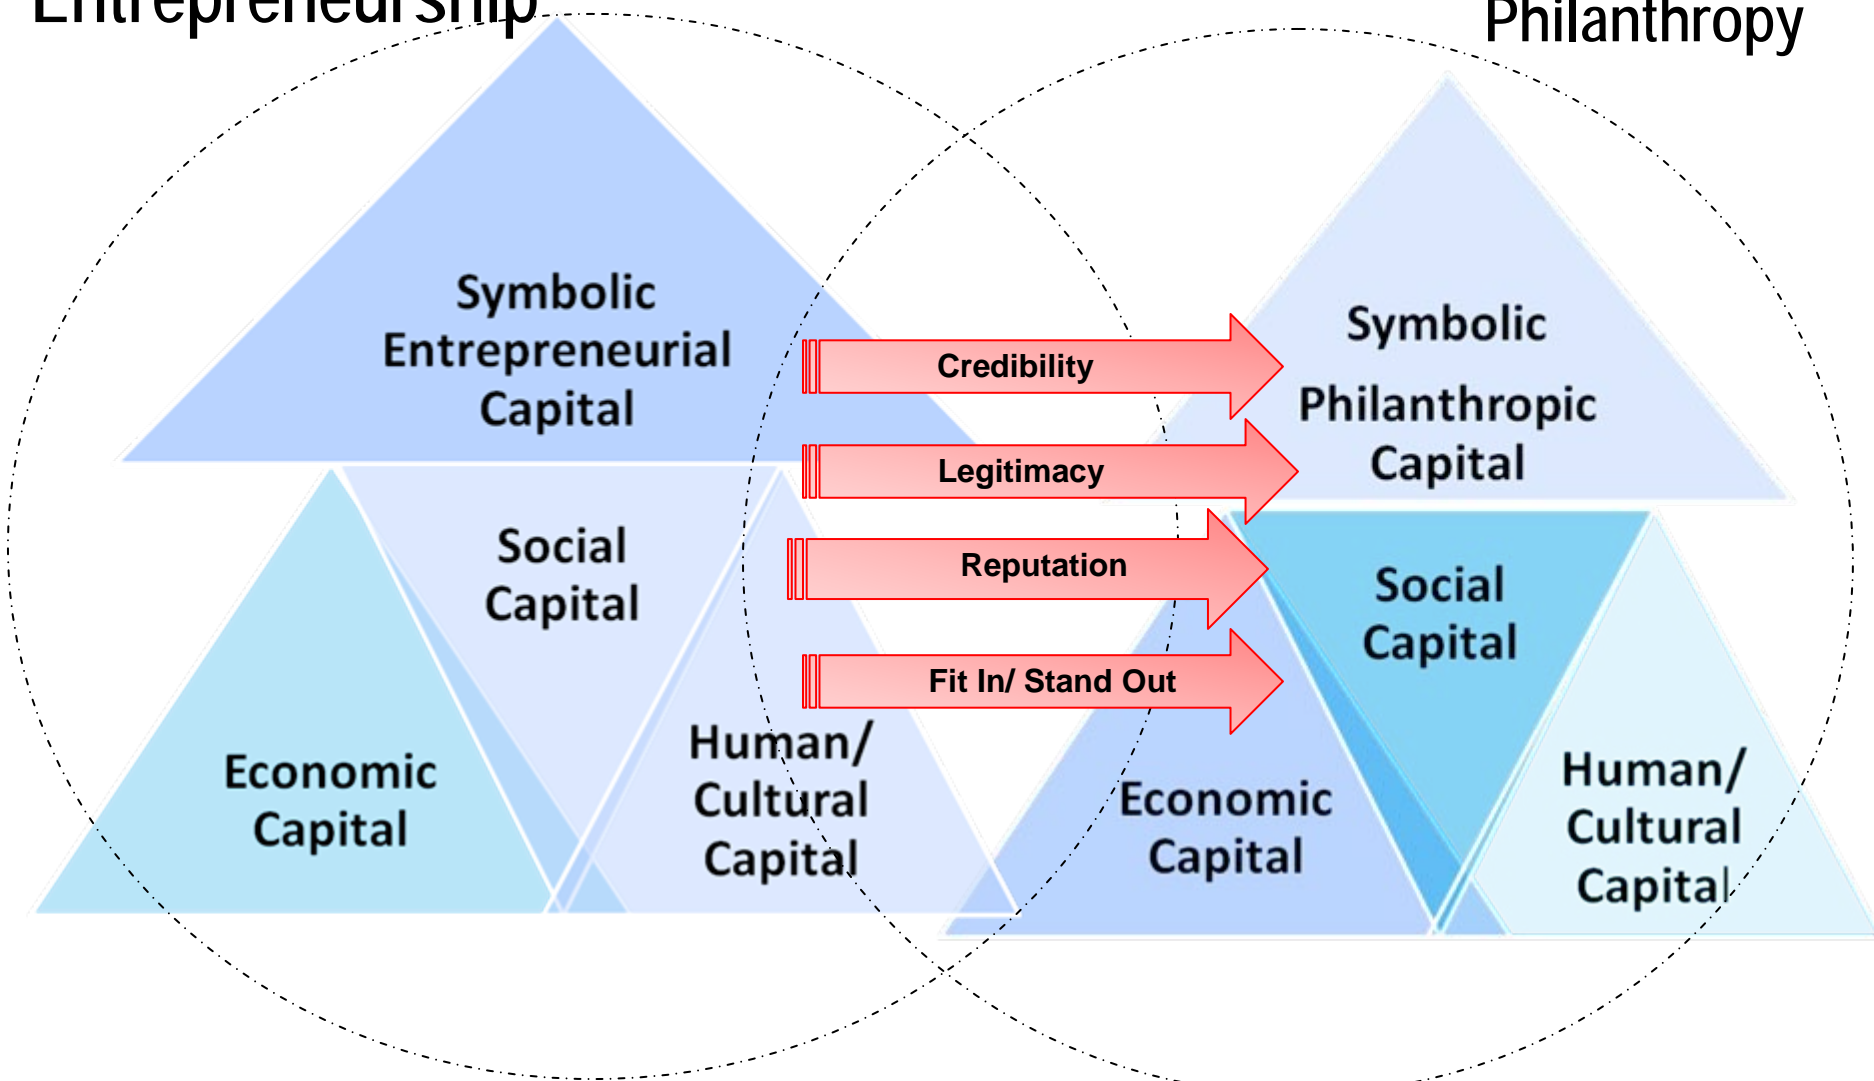 Entrepreneurship
Philanthropy
Symbolic
Entrepreneurial
Capital
Social
Capital
Economic
Capital
Human/
Cultural
Capital
Credibility
Legitimacy
Reputation
Fit In/ Stand Out
Symbolic
Philanthropic
Capital
Social
Capital
Economic
Capital
Human/
Cultural
Capital